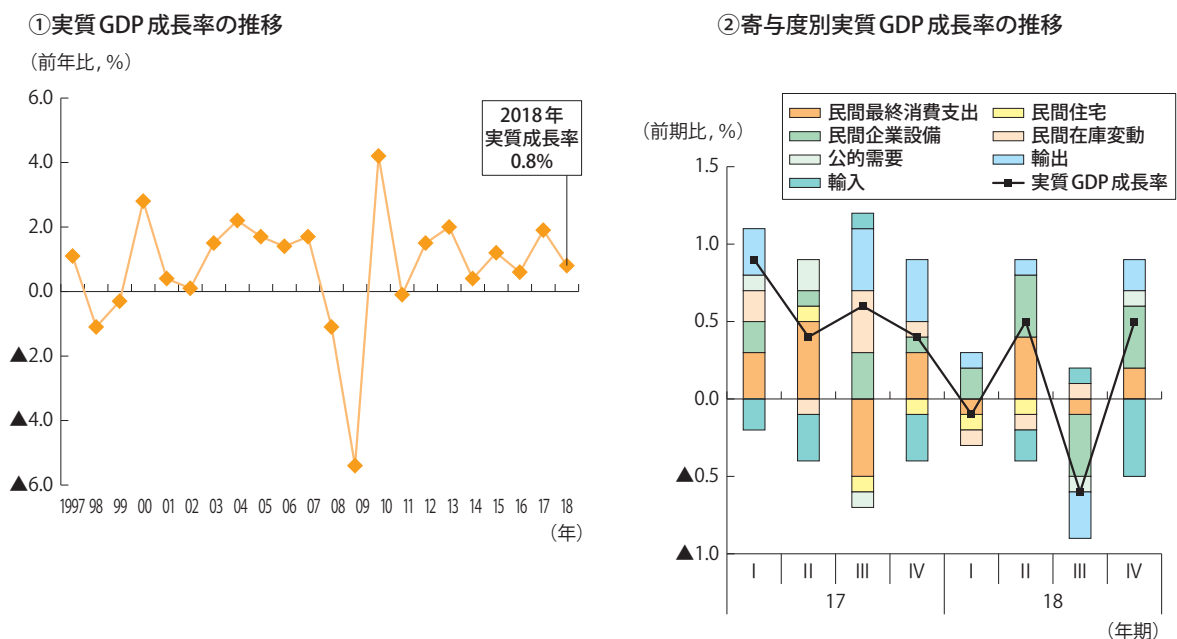 ①実質GDP成長率の推移
（前年比，％）
6.0
4.0
2.0
0.0
▲2.0
▲4.0
▲6.0
2018年
実質成長率
0.8%
1997 98 99 00 01 02 03 04 05 06 07 08 09 10 11 12 13 14 15 16 17 18
（年）
②寄与度別実質GDP成長率の推移
（前期比，％）
民間最終消費支出 民間住宅
民間企業設備 民間在庫変動
公的需要 輸出
輸入 実質GDP成長率
1.5
1.0
0.5
0.0
▲0.5
▲1.0
I II III IV I II III IV
17 18
（年期）